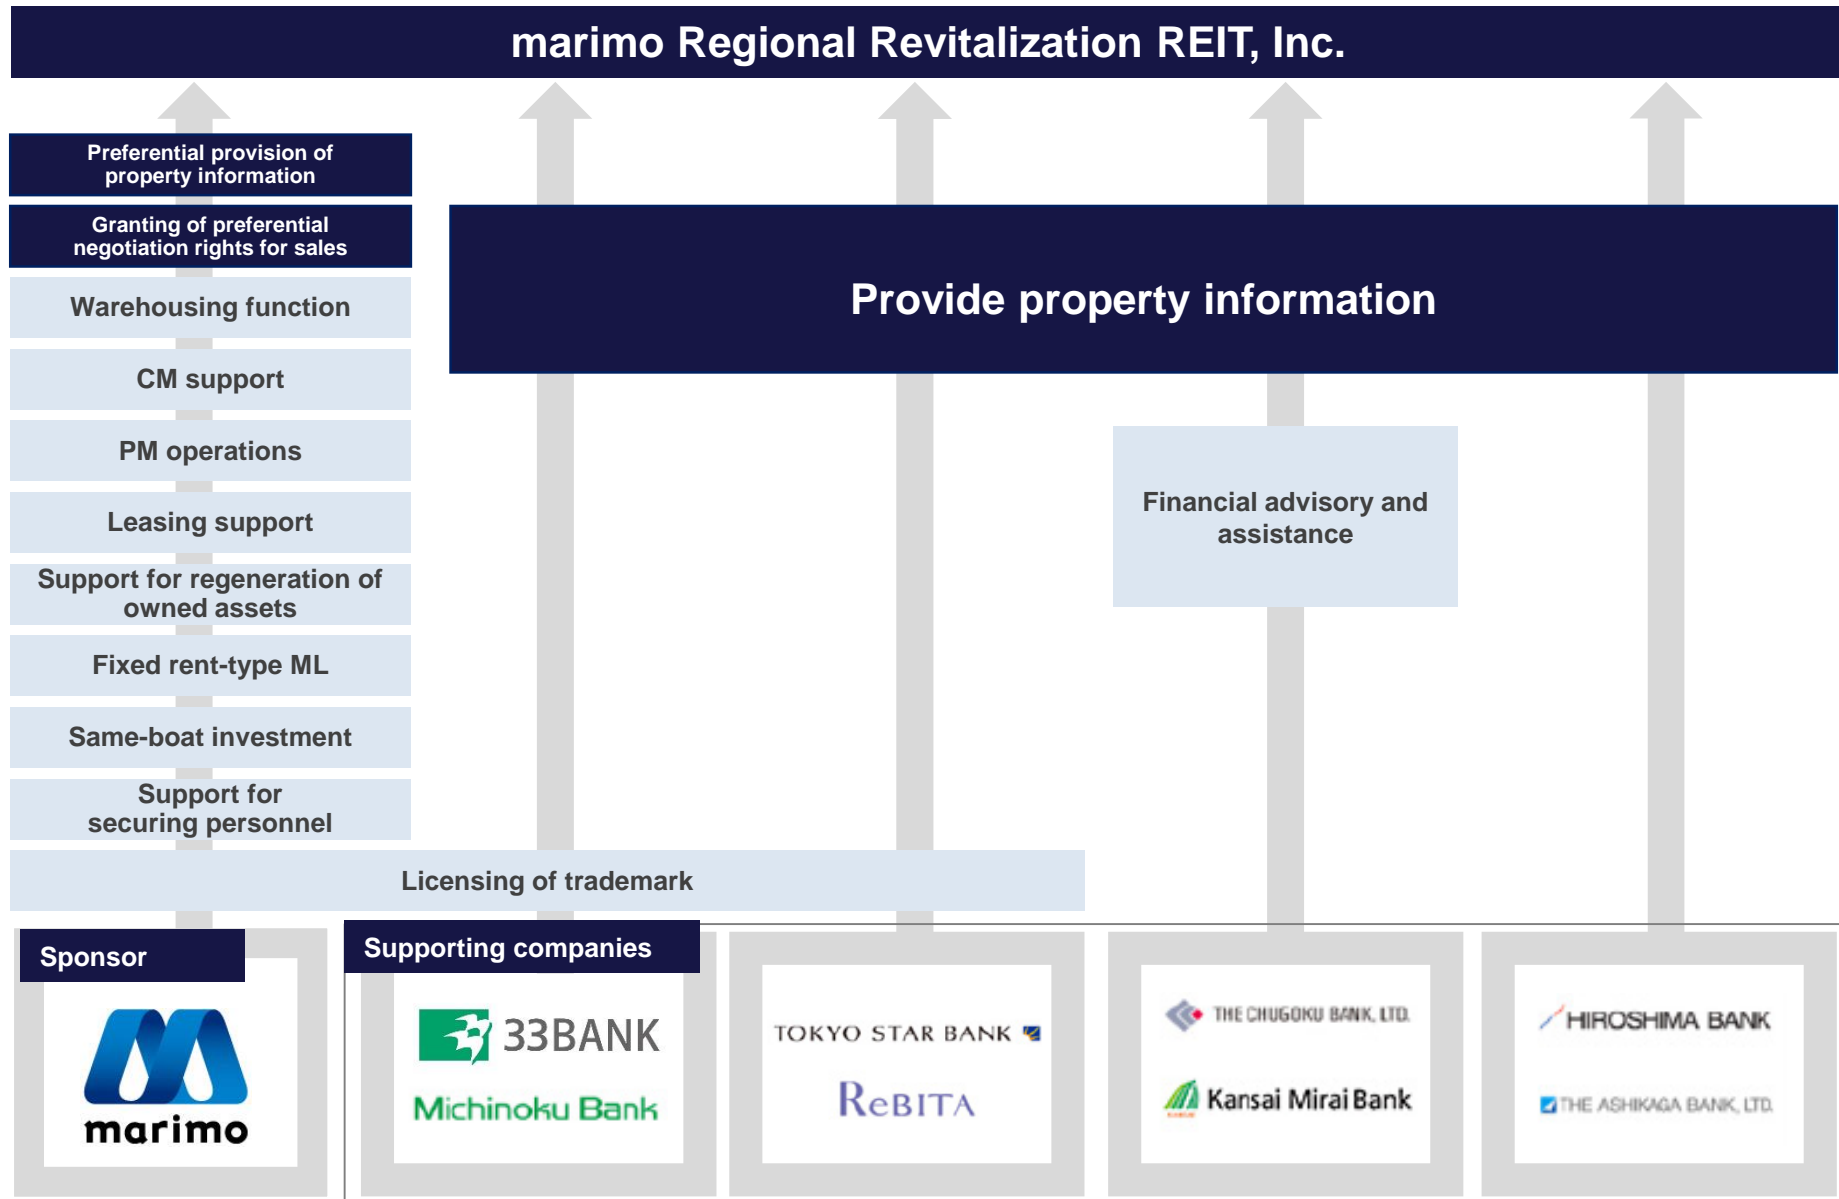 marimo Regional Revitalization REIT, Inc.
Preferential provision of
property information
Granting of preferential
negotiation rights for sales
Warehousing function
CM support
PM operations
Leasing support
Support for regeneration of
owned assets
Fixed rent-type ML
Same-boat investment
Support for
securing personnel
Provide property information
Financial advisory and
assistance
Licensing of trademark
Sponsor
marimo
Supporting companies
33BANK
Michinoku Bank
TOKYO STAR BANK
ReBITA
THE CHUGOKU BANK, LTD.
Kansai Mirai Bank
HIROSHIMA BANK
THE ASHIKAGA BANK, LTD.